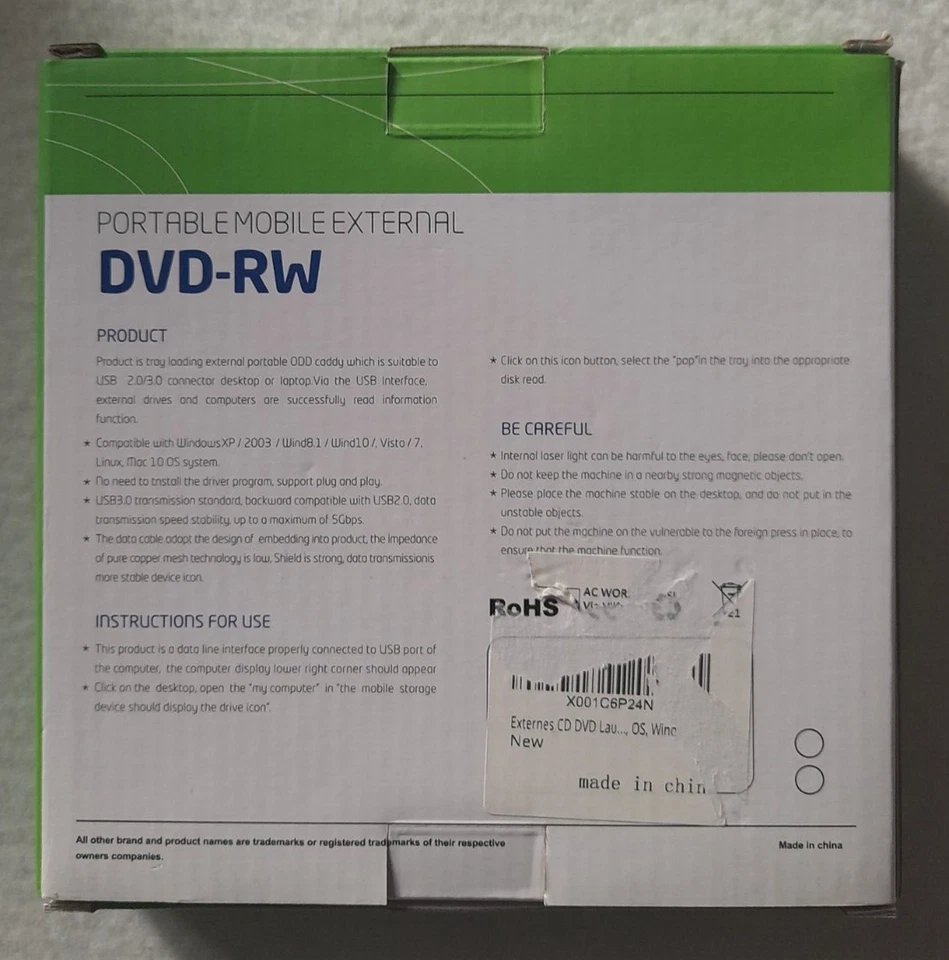 PORTABLE MOBILE EXTERNAL
DVD-RW
PRODUCT
Product is tray loading external portable ODD caddy which is suitable to
USB 2.0/3.0 connector desktop or laptop.Via the USB Interface,
external drives and computers are successfully read information
function.
★ Compatible with WindowsXP / 2003 / Wind8.1 / Wind10 /, Vista / 7,
Linux, Mac 10 OS system.
★ No need to tnstall the driver program, support plug and play.
★ USB3.0 transmission standard, backward compatible with USB2.0, data
transmission speed stability, up to a maximum of 5Gbps.
★ The data cable adopt the design of embedding into product, the impedance
of pure copper mesh technology is low, Shield is strong, data transmissionis
more stable device icon.
INSTRUCTIONS FOR USE
★ This product is a data line interface properly connected to USB port of
the computer, the computer display lower right corner should appear
★ Click on the desktop, open the "my computer" in "the mobile storage
device should display the drive icon".
★ Click on this icon button, select the "pop"in the tray into the appropriate
disk read.
BE CAREFUL
★ Internal laser light can be harmful to the eyes, face, please don't open.
★ Do not keep the machine in a nearby strong magnetic objects.
★ Please place the machine stable on the desktop, and do not put in the
unstable objects.
★ Do not put the machine on the vulnerable to the foreign press in place, to
ensure that the machine function.
RoHS
AC WOR
X001C6P24N
Externes CD DVD Lau..., OS, Winc
New
made in chin
All other brand and product names are trademarks or registered trademarks of their respective
owners companies.
Made in china